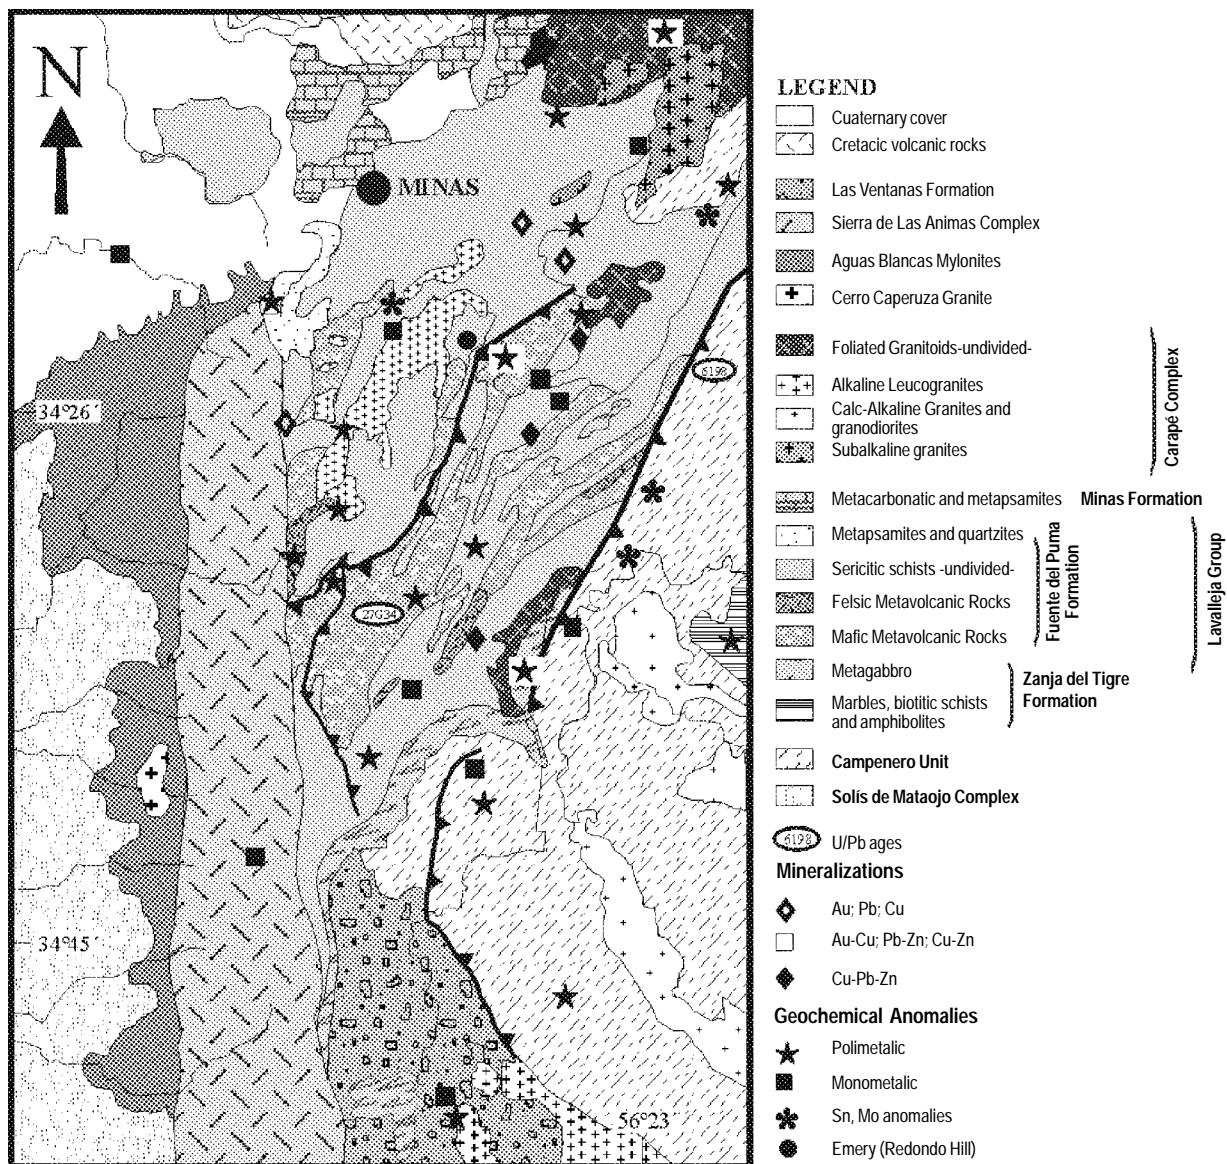 N
MINAS
34°26
6198
27G34
34°45
56°23
LEGEND
Cuaternary cover
Cretacic volcanic rocks
Las Ventanas Formation
Sierra de Las Animas Complex
Aguas Blancas Mylonites
Cerro Caperuza Granite
Foliated Granitoids-undivided-
Alkaline Leucogranites
Calc-Alkaline Granites and
granodiorites
Subalkaline granites
Carapé Complex
Metacarbonatic and metapsamites Minas Formation
Metapsamites and quartzites
Sericitic schists -undivided-
Felsic Metavolcanic Rocks
Mafic Metavolcanic Rocks
Fuente del Puma
Formation
Lavalleja Group
Metagabbro
Marbles, biotitic schists
and amphibolites
Zanja del Tigre
Formation
Campenero Unit
Solís de Mataojo Complex
6198 U/Pb ages
Mineralizations
Au; Pb; Cu
Au-Cu; Pb-Zn; Cu-Zn
Cu-Pb-Zn
Geochemical Anomalies
Polimetalic
Monometalic
Sn, Mo anomalies
Emery (Redondo Hill)